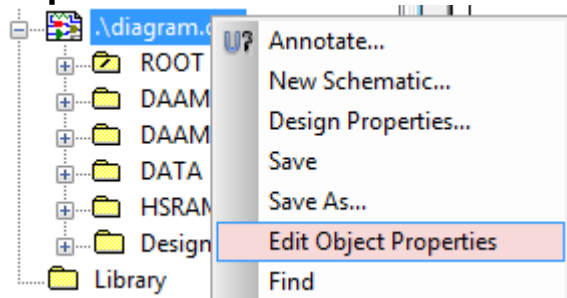 .\diagram.
ROOT
DAAM
DAAM
DATA
HSRAM
Design
Library
U?
Annotate...
New Schematic...
Design Properties...
Save
Save As...
Edit Object Properties
Find